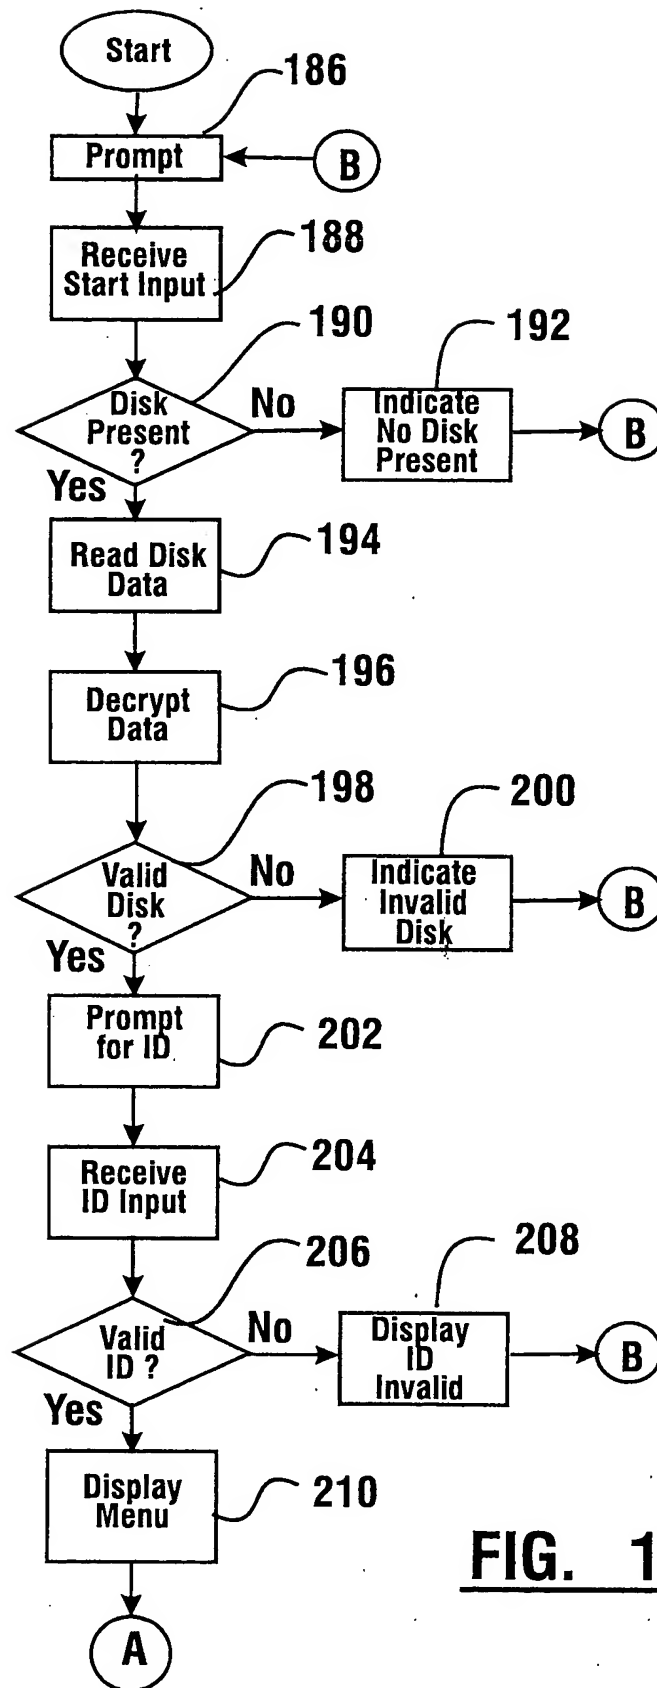 Start
186
Prompt
B
Receive
Start Input
188
190
Disk
Present
?
No
192
Indicate
No Disk
Present
B
Yes
Read Disk
Data
194
Decrypt
Data
196
198
Valid
Disk
?
No
200
Indicate
Invalid
Disk
B
Yes
Prompt
for ID
202
Receive
ID Input
204
206
Valid
ID ?
No
208
Display
ID
Invalid
B
Yes
Display
Menu
210
A
FIG. 1